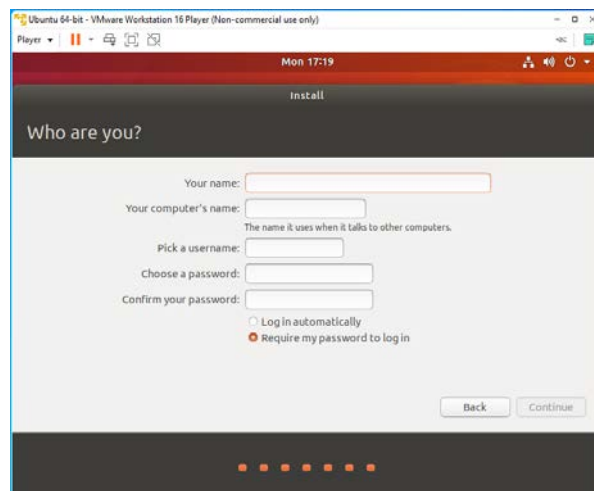 Ubuntu 64-bit - VMware Workstation 16 Player (Non-commercial use only)
Player
Mon 17:19
Install
Who are you?
Your name:
Your computer's name:
The name it uses when it talks to other computers.
Pick a username:
Choose a password:
Confirm your password:
Log in automatically
Require my password to log in
Back Continue